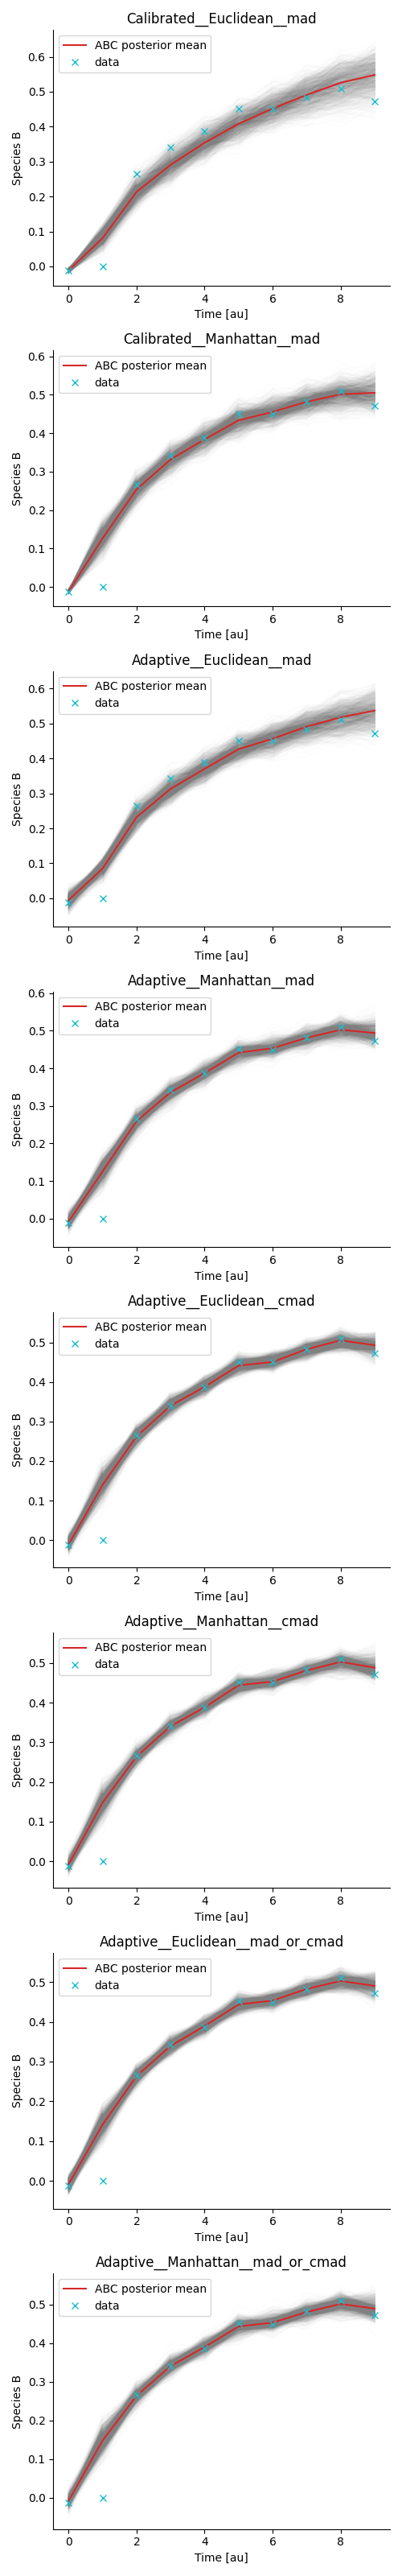 Calibrated__Euclidean__mad
0.6
0.5
0.4
0.3
0.2
0.1
0.0
Species B
ABC posterior mean
data
0 2 4 6 8
Time [au]
Calibrated__Manhattan__mad
0.6
0.5
0.4
0.3
0.2
0.1
0.0
Species B
ABC posterior mean
data
0 2 4 6 8
Time [au]
Adaptive__Euclidean__mad
0.6
0.5
0.4
0.3
0.2
0.1
0.0
Species B
ABC posterior mean
data
0 2 4 6 8
Time [au]
Adaptive__Manhattan__mad
0.6
0.5
0.4
0.3
0.2
0.1
0.0
Species B
ABC posterior mean
data
0 2 4 6 8
Time [au]
Adaptive__Euclidean__cmad
0.5
0.4
0.3
0.2
0.1
0.0
Species B
ABC posterior mean
data
0 2 4 6 8
Time [au]
Adaptive__Manhattan__cmad
0.5
0.4
0.3
0.2
0.1
0.0
Species B
ABC posterior mean
data
0 2 4 6 8
Time [au]
Adaptive__Euclidean__mad_or_cmad
0.5
0.4
0.3
0.2
0.1
0.0
Species B
ABC posterior mean
data
0 2 4 6 8
Time [au]
Adaptive__Manhattan__mad_or_cmad
0.5
0.4
0.3
0.2
0.1
0.0
Species B
ABC posterior mean
data
0 2 4 6 8
Time [au]